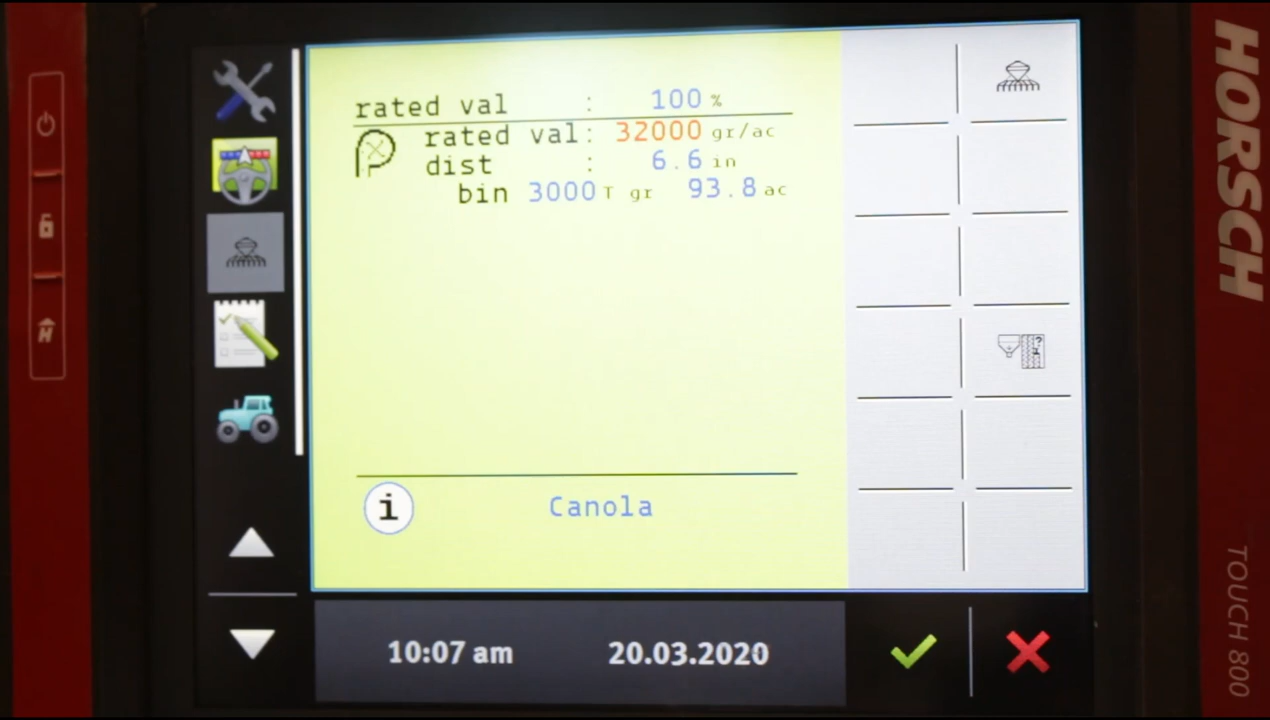 rated val : 100 %
rated val: 32000 gr/ac
dist : 6.6 in
bin 3000 T gr 93.8 ac
i Canola
10:07 am 20.03.2020
HORSCH
TOUCH 800